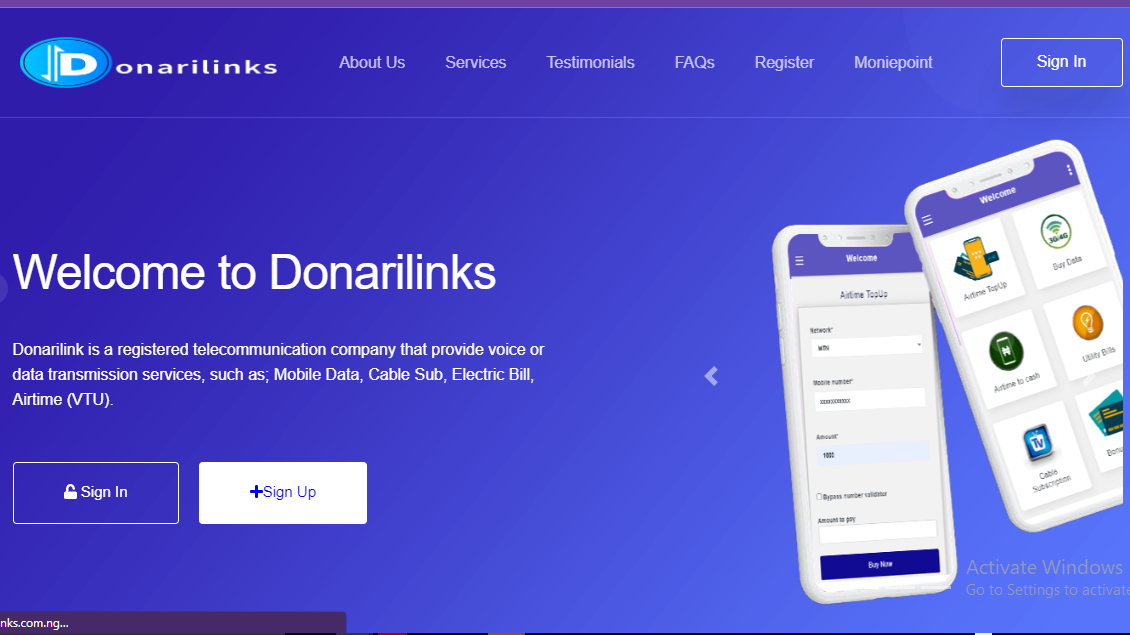 Donarilinks
About Us
Services
Testimonials
FAQs
Register
Moniepoint
Sign In
Welcome to Donarilinks
Donarilink is a registered telecommunication company that provide voice or
data transmission services, such as; Mobile Data, Cable Sub, Electric Bill,
Airtime (VTU).
Sign In
Sign Up
Welcome
Airtime TopUp
Network*
MTN
Mobile number*
xxxxxxxxxxx
Amount*
1000
Bypass number validator
Amount to pay
Buy Now
Welcome
Airtime TopUp
3G/4G
Buy Data
Airtime to cash
Utility Bills
Tv
Cable
Subscription
Activate Windows
Go to Settings to activate
nks.com.ng...